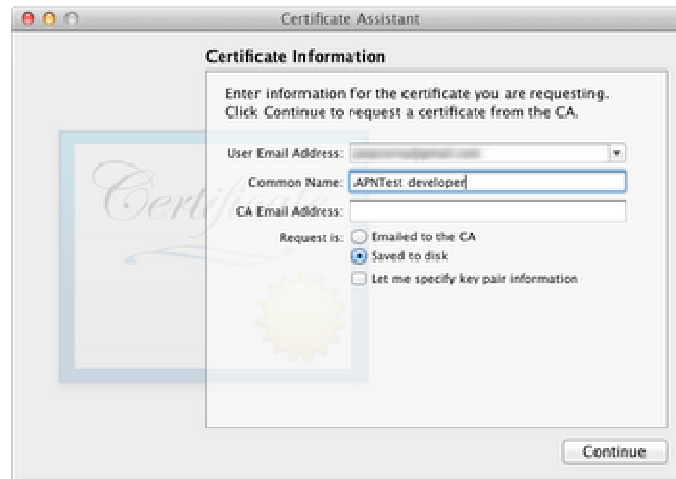 Certificate Assistant
Certificate Information
Enter information for the certificate you are requesting.
Click Continue to request a certificate from the CA.
User Email Address:
Common Name: APNTest developer
CA Email Address:
Request is: Emailed to the CA
Saved to disk
Let me specify key pair information
Certificate
Continue